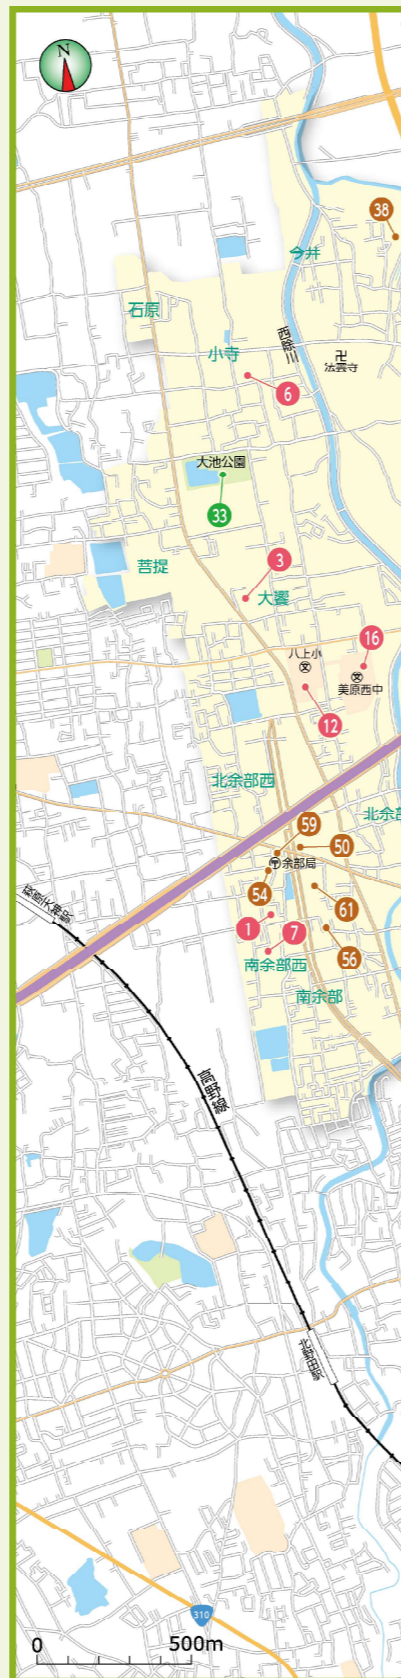 N
38
今井
石原
西除川
小寺
卍
法雲寺
6
大池公園
33
3
菩提
大饗
16
八上小
文
文
美原西中
12
北余部西
59
北余部
50
余部局
54
萩原天神駅
61
1
7
56
南余部西
南余部
高野線
北野田駅
310
0
500m